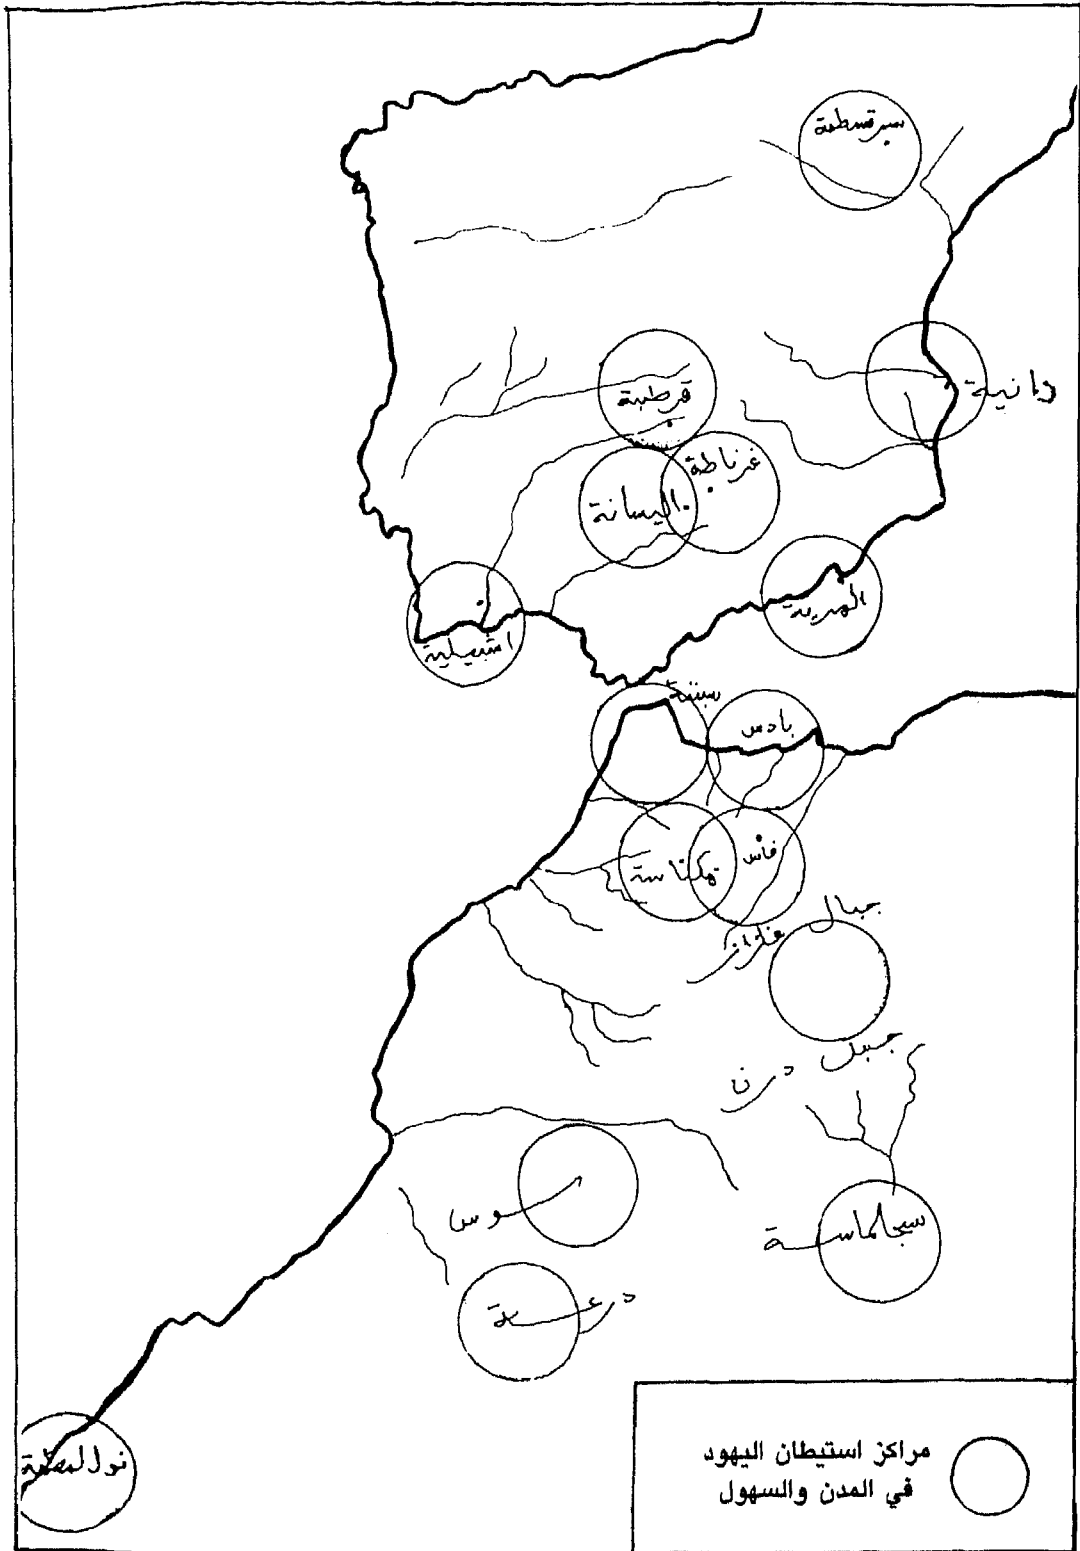 سرقسطة
دانية
قرطبة
غرناطة
اليسانة
المرية
اشبيلية
سبتة
بادس
فاس
مكناسة
جبال
فازاز
جبل درن
سوس
سجلماسة
درعة
نول لمطة
مراكز استيطان اليهود
في المدن والسهول